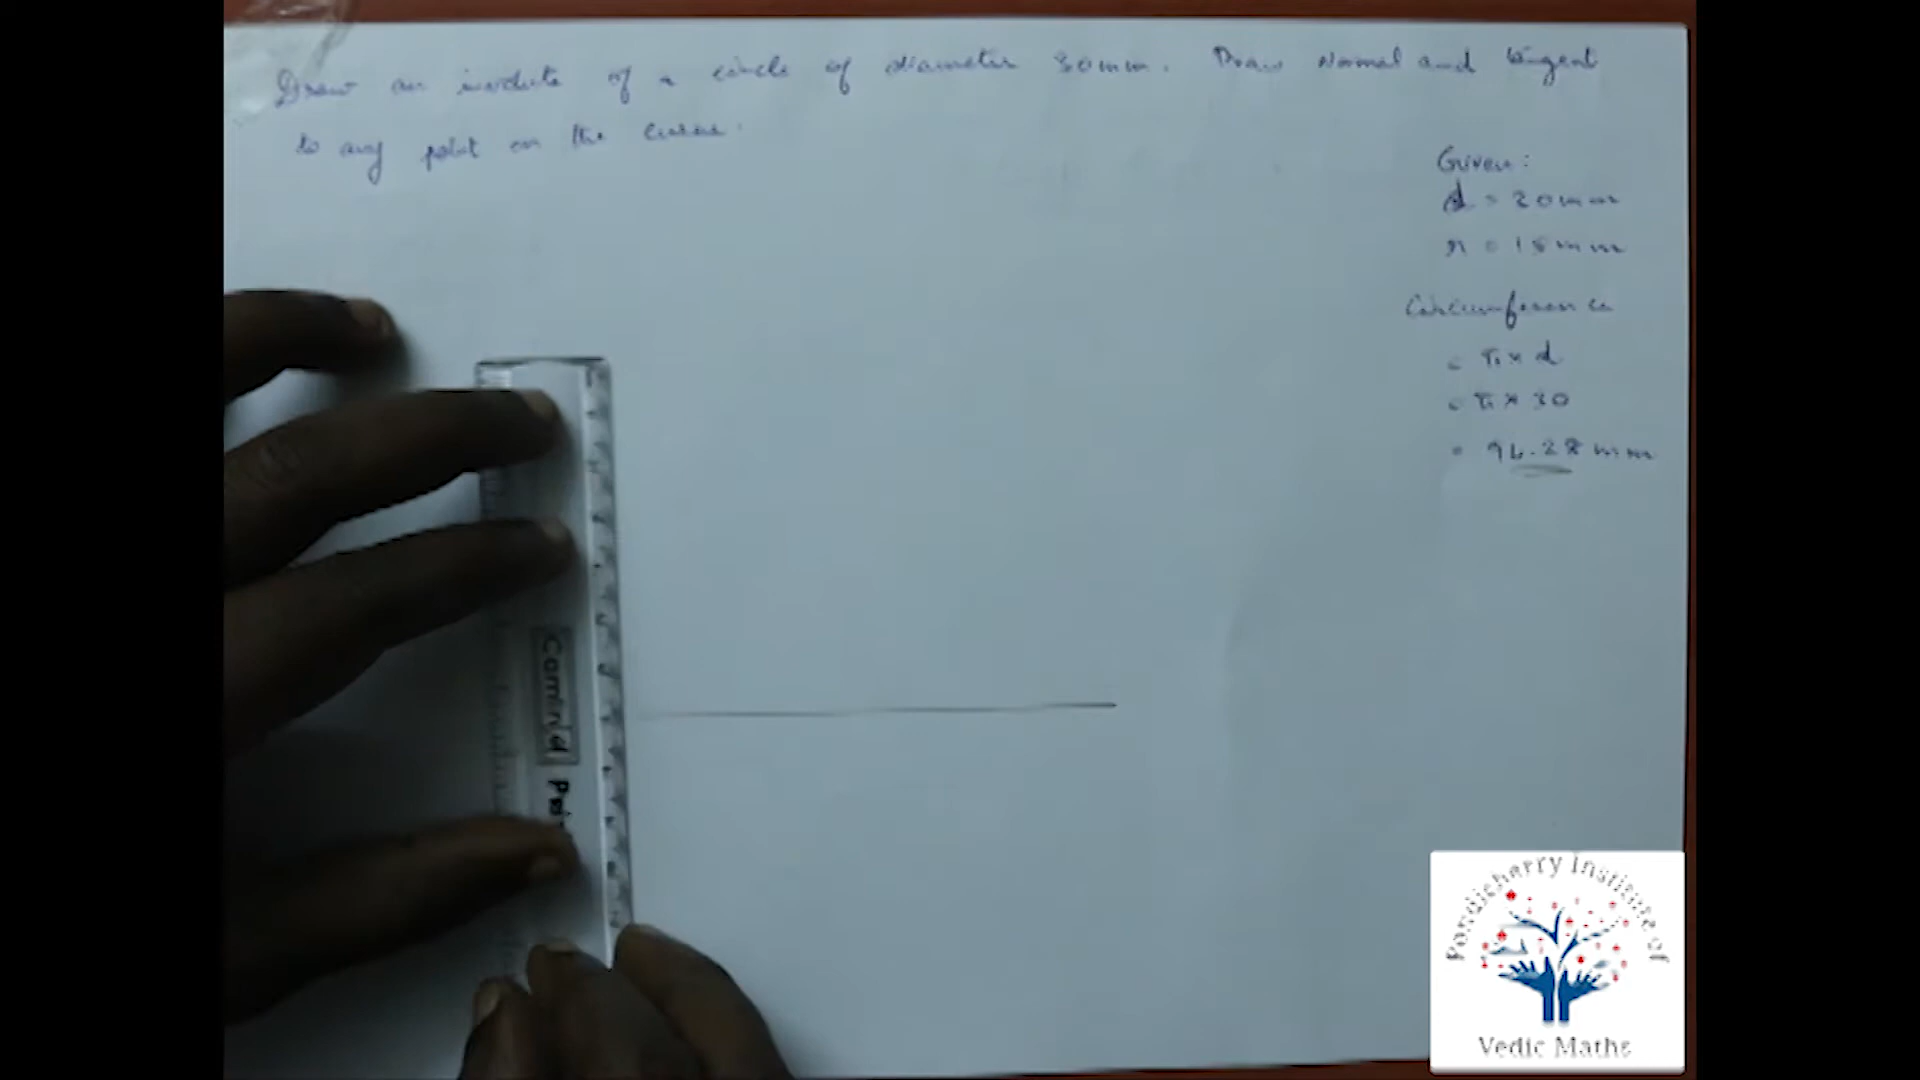 Draw an involute of a circle of diameter 30mm. Draw Normal and tangent
to any point on the curve.
Given:
d = 30mm
r = 15mm
Circumference
= π × d
= π × 30
= 94.28 mm
Camlin
Pondicherry Institute of
Vedic Maths